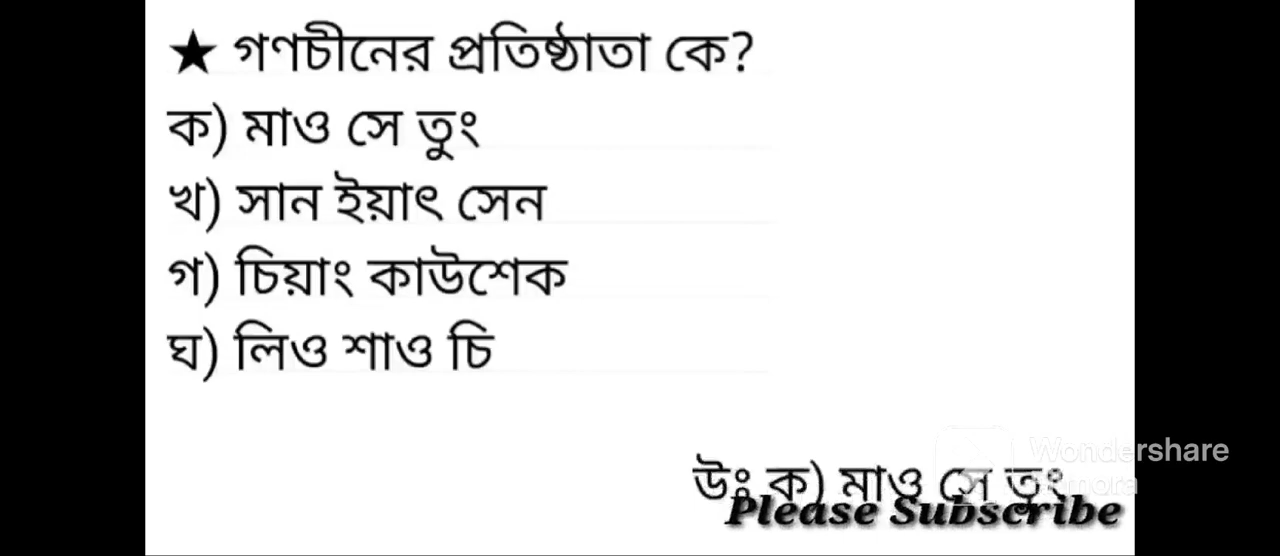 ★ গণচীনের প্রতিষ্ঠাতা কে?
ক) মাও সে তুং
খ) সান ইয়াৎ সেন
গ) চিয়াং কাউশেক
ঘ) লিও শাও চি
Wondershare
উঃ ক) মাও সে তুং
Please Subscribe